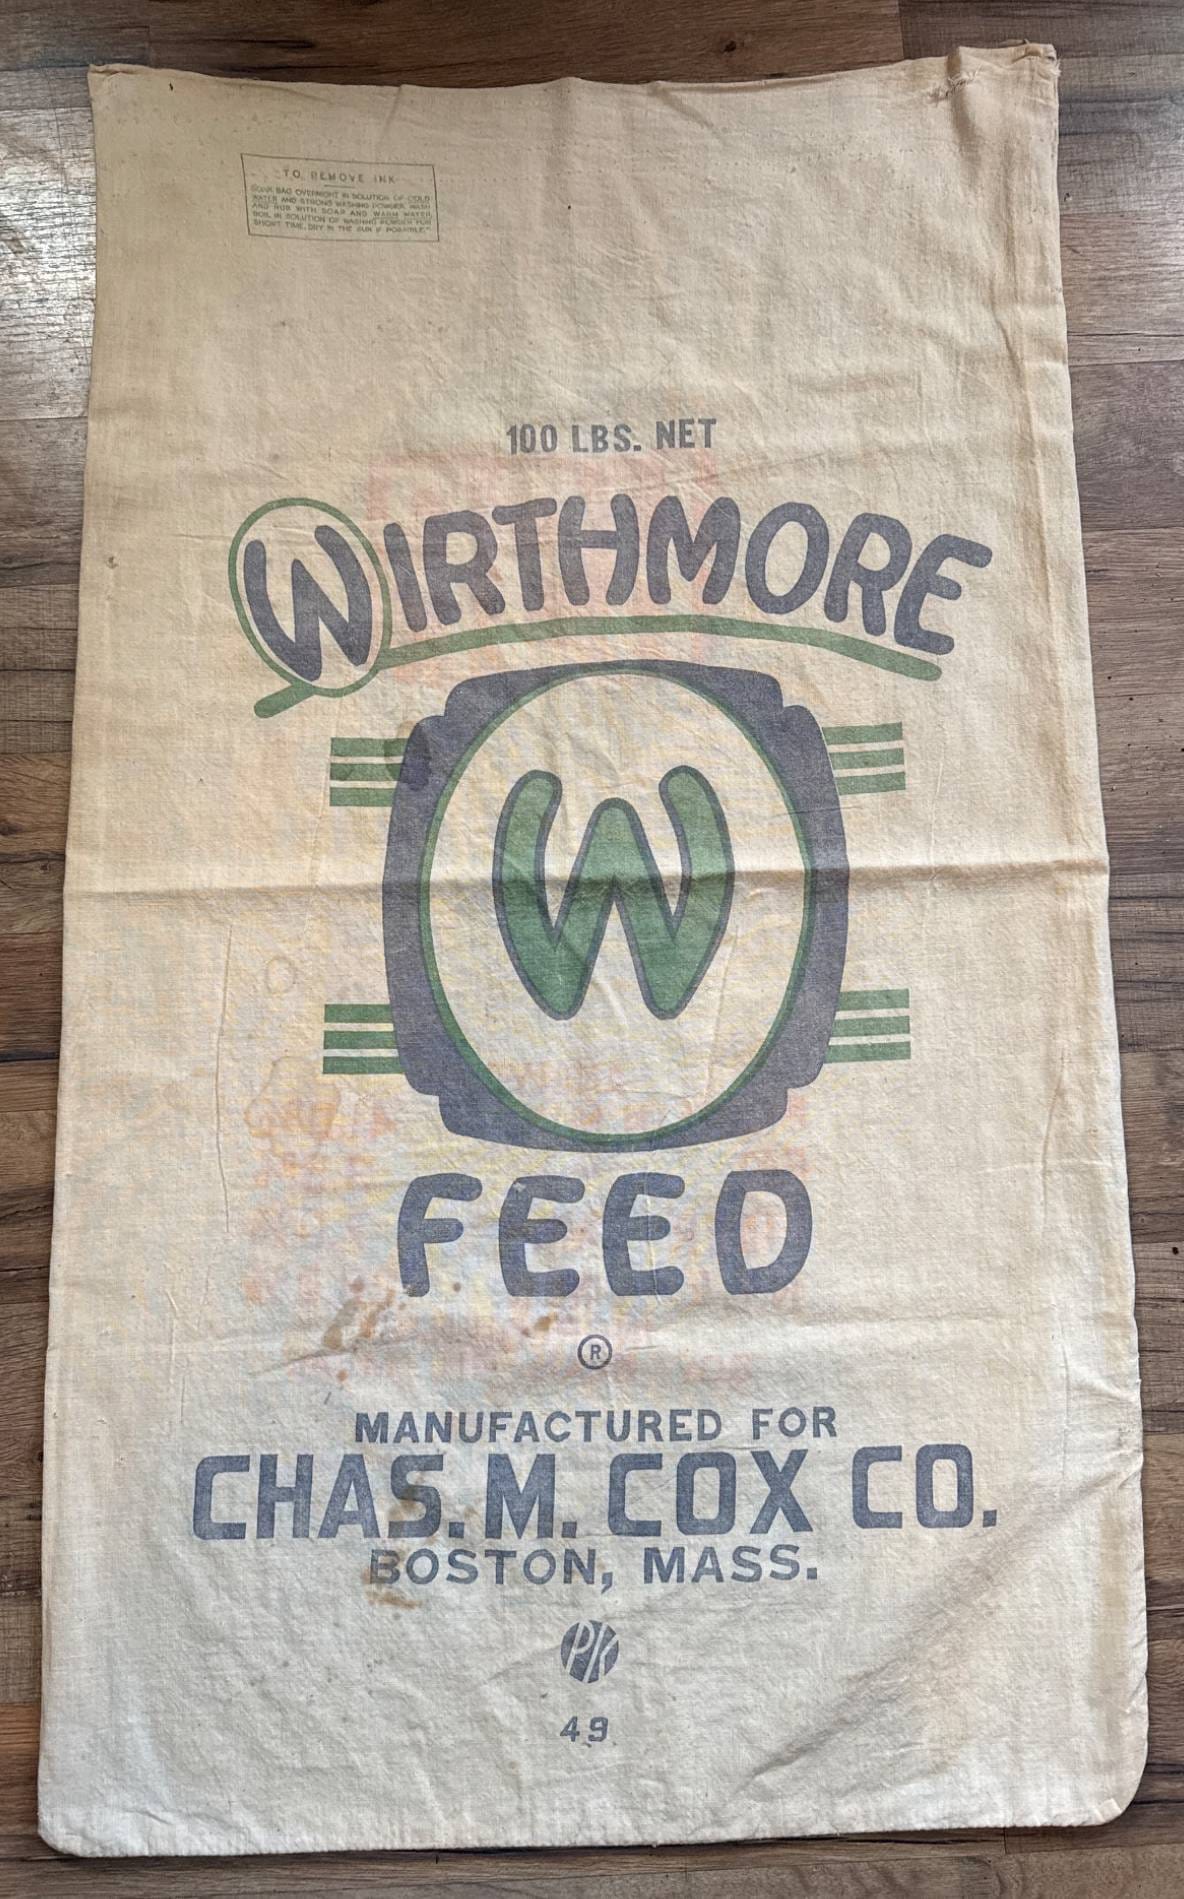 TO REMOVE INK
SOAK BAG OVERNIGHT IN SOLUTION OF COLD
WATER AND STRONG WASHING POWDER. WASH
AND RUB WITH SOAP AND WARM WATER.
BOIL IN SOLUTION OF WASHING POWDER FOR
SHORT TIME. DRY IN THE SUN IF POSSIBLE.
100 LBS. NET
WIRTHMORE
W
FEED
®
MANUFACTURED FOR
CHAS. M. COX CO.
BOSTON, MASS.
PK
49